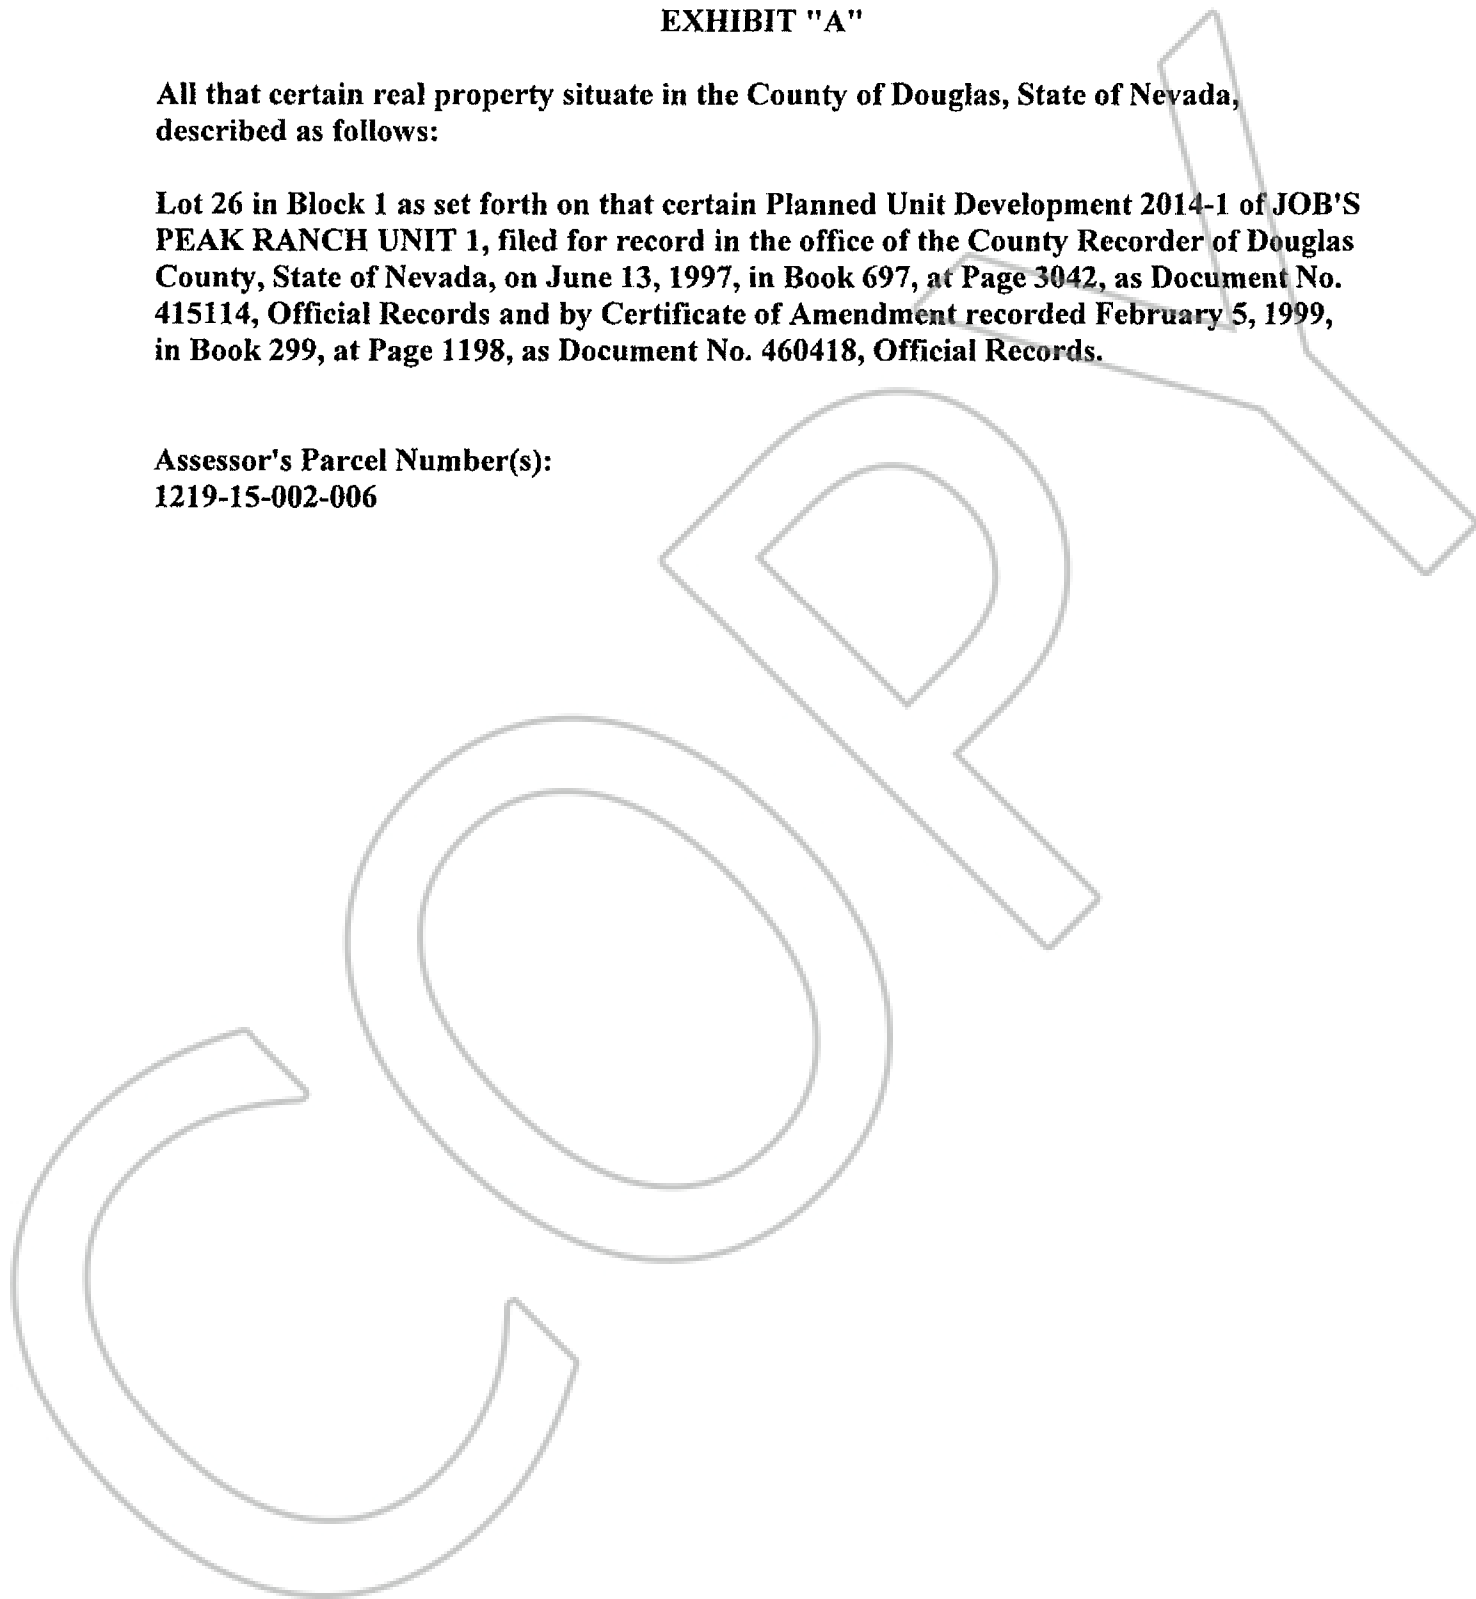 EXHIBIT "A"
All that certain real property situate in the County of Douglas, State of Nevada,
described as follows:
Lot 26 in Block 1 as set forth on that certain Planned Unit Development 2014-1 of JOB'S
PEAK RANCH UNIT 1, filed for record in the office of the County Recorder of Douglas
County, State of Nevada, on June 13, 1997, in Book 697, at Page 3042, as Document No.
415114, Official Records and by Certificate of Amendment recorded February 5, 1999,
in Book 299, at Page 1198, as Document No. 460418, Official Records.
Assessor's Parcel Number(s):
1219-15-002-006
COPY